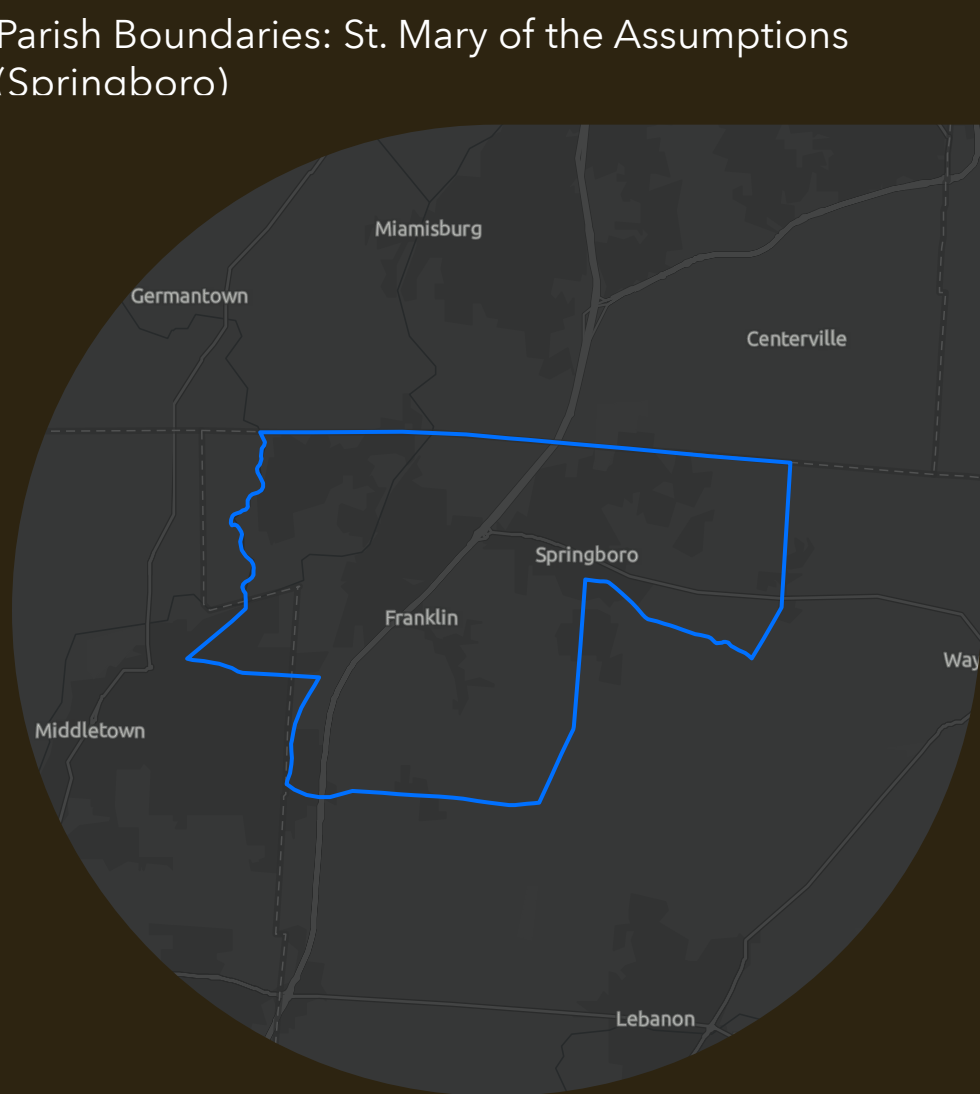 Parish Boundaries: St. Mary of the Assumptions
(Springboro)
Miamisburg
Germantown
Centerville
Springboro
Franklin
Way
Middletown
Lebanon